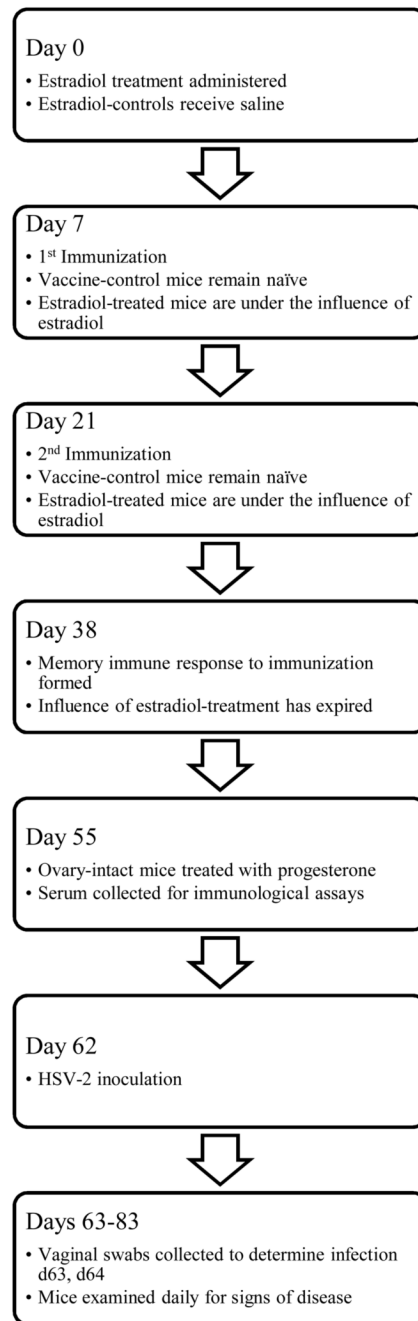 Day 0
• Estradiol treatment administered
• Estradiol-controls receive saline
Day 7
• 1st Immunization
• Vaccine-control mice remain naïve
• Estradiol-treated mice are under the influence of
estradiol
Day 21
• 2nd Immunization
• Vaccine-control mice remain naïve
• Estradiol-treated mice are under the influence of
estradiol
Day 38
• Memory immune response to immunization
formed
• Influence of estradiol-treatment has expired
Day 55
• Ovary-intact mice treated with progesterone
• Serum collected for immunological assays
Day 62
• HSV-2 inoculation
Days 63-83
• Vaginal swabs collected to determine infection
d63, d64
• Mice examined daily for signs of disease